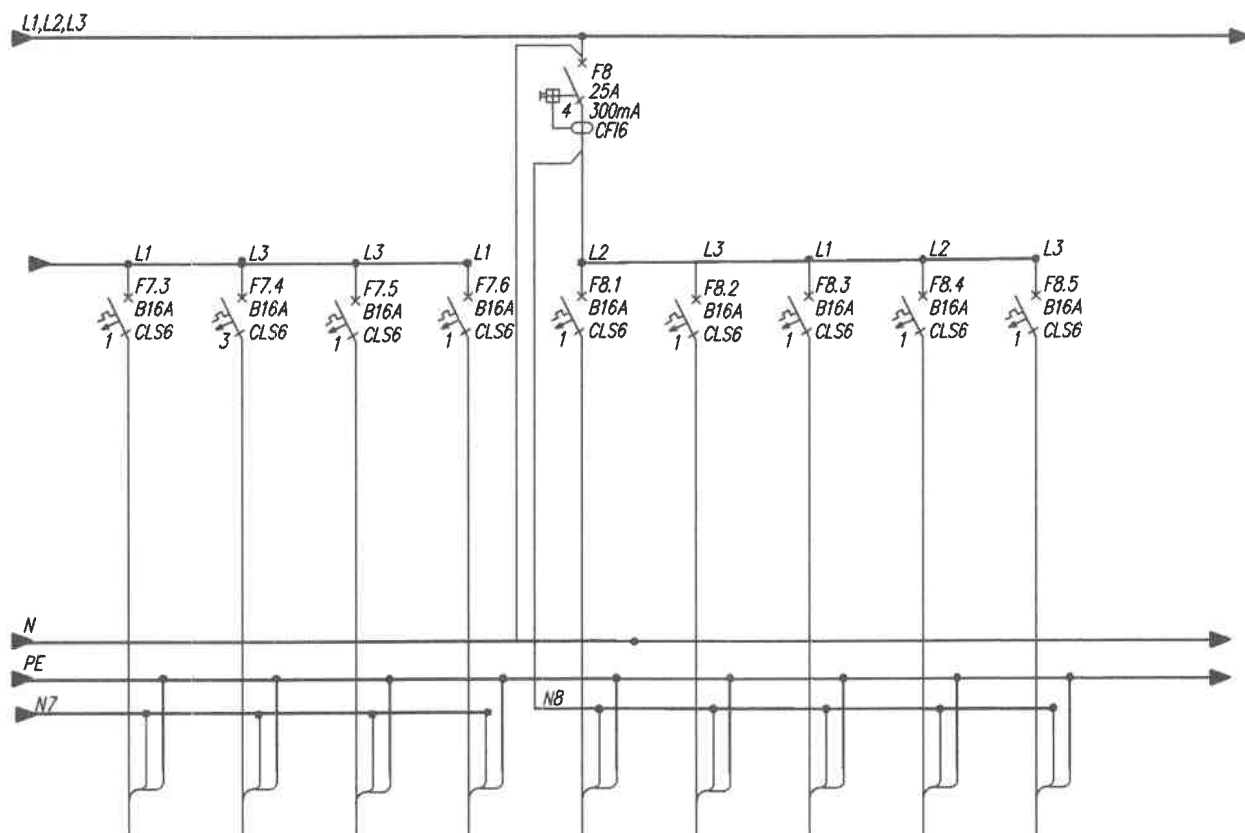 L1,L2,L3
F8
25A
4 300mA
CFI6
L1 L3 L3 L1 L2 L3 L1 L2 L3
F7.3
B16A
1 CLS6
F7.4
B16A
3 CLS6
F7.5
B16A
1 CLS6
F7.6
B16A
1 CLS6
F8.1
B16A
1 CLS6
F8.2
B16A
1 CLS6
F8.3
B16A
1 CLS6
F8.4
B16A
1 CLS6
F8.5
B16A
1 CLS6
N
PE
N7
N8